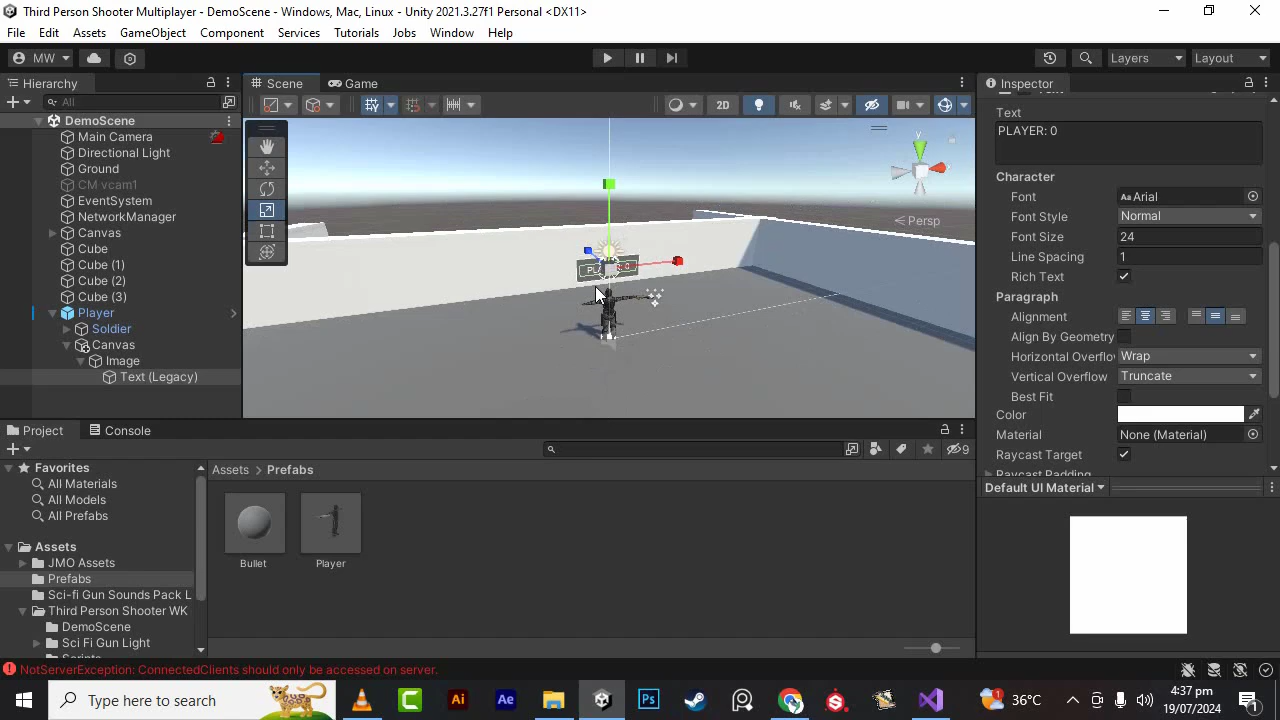 Third Person Shooter Multiplayer - DemoScene - Windows, Mac, Linux - Unity 2021.3.27f1 Personal <DX11>
File Edit Assets GameObject Component Services Tutorials Jobs Window Help
MW Layers Layout
Hierarchy Scene Game Inspector
All 2D
DemoScene
Main Camera
Directional Light
Ground
CM vcam1
EventSystem
NetworkManager
Canvas
Cube
Cube (1)
Cube (2)
Cube (3)
Player
Soldier
Canvas
Image
Text (Legacy)
y
Persp
PL
Text
PLAYER: 0
Character
Font Arial
Font Style Normal
Font Size 24
Line Spacing 1
Rich Text
Paragraph
Alignment
Align By Geometry
Horizontal Overflo Wrap
Vertical Overflow Truncate
Best Fit
Color
Material None (Material)
Raycast Target
Raycast Padding
Default UI Material
Project Console
9
Favorites
All Materials
All Models
All Prefabs
Assets
JMO Assets
Prefabs
Sci-fi Gun Sounds Pack L
Third Person Shooter WK
DemoScene
Sci Fi Gun Light
Scripts
Assets > Prefabs
Bullet Player
NotServerException: ConnectedClients should only be accessed on server.
Type here to search
Ai Ae Ps
1 36°C
4:37 pm
19/07/2024